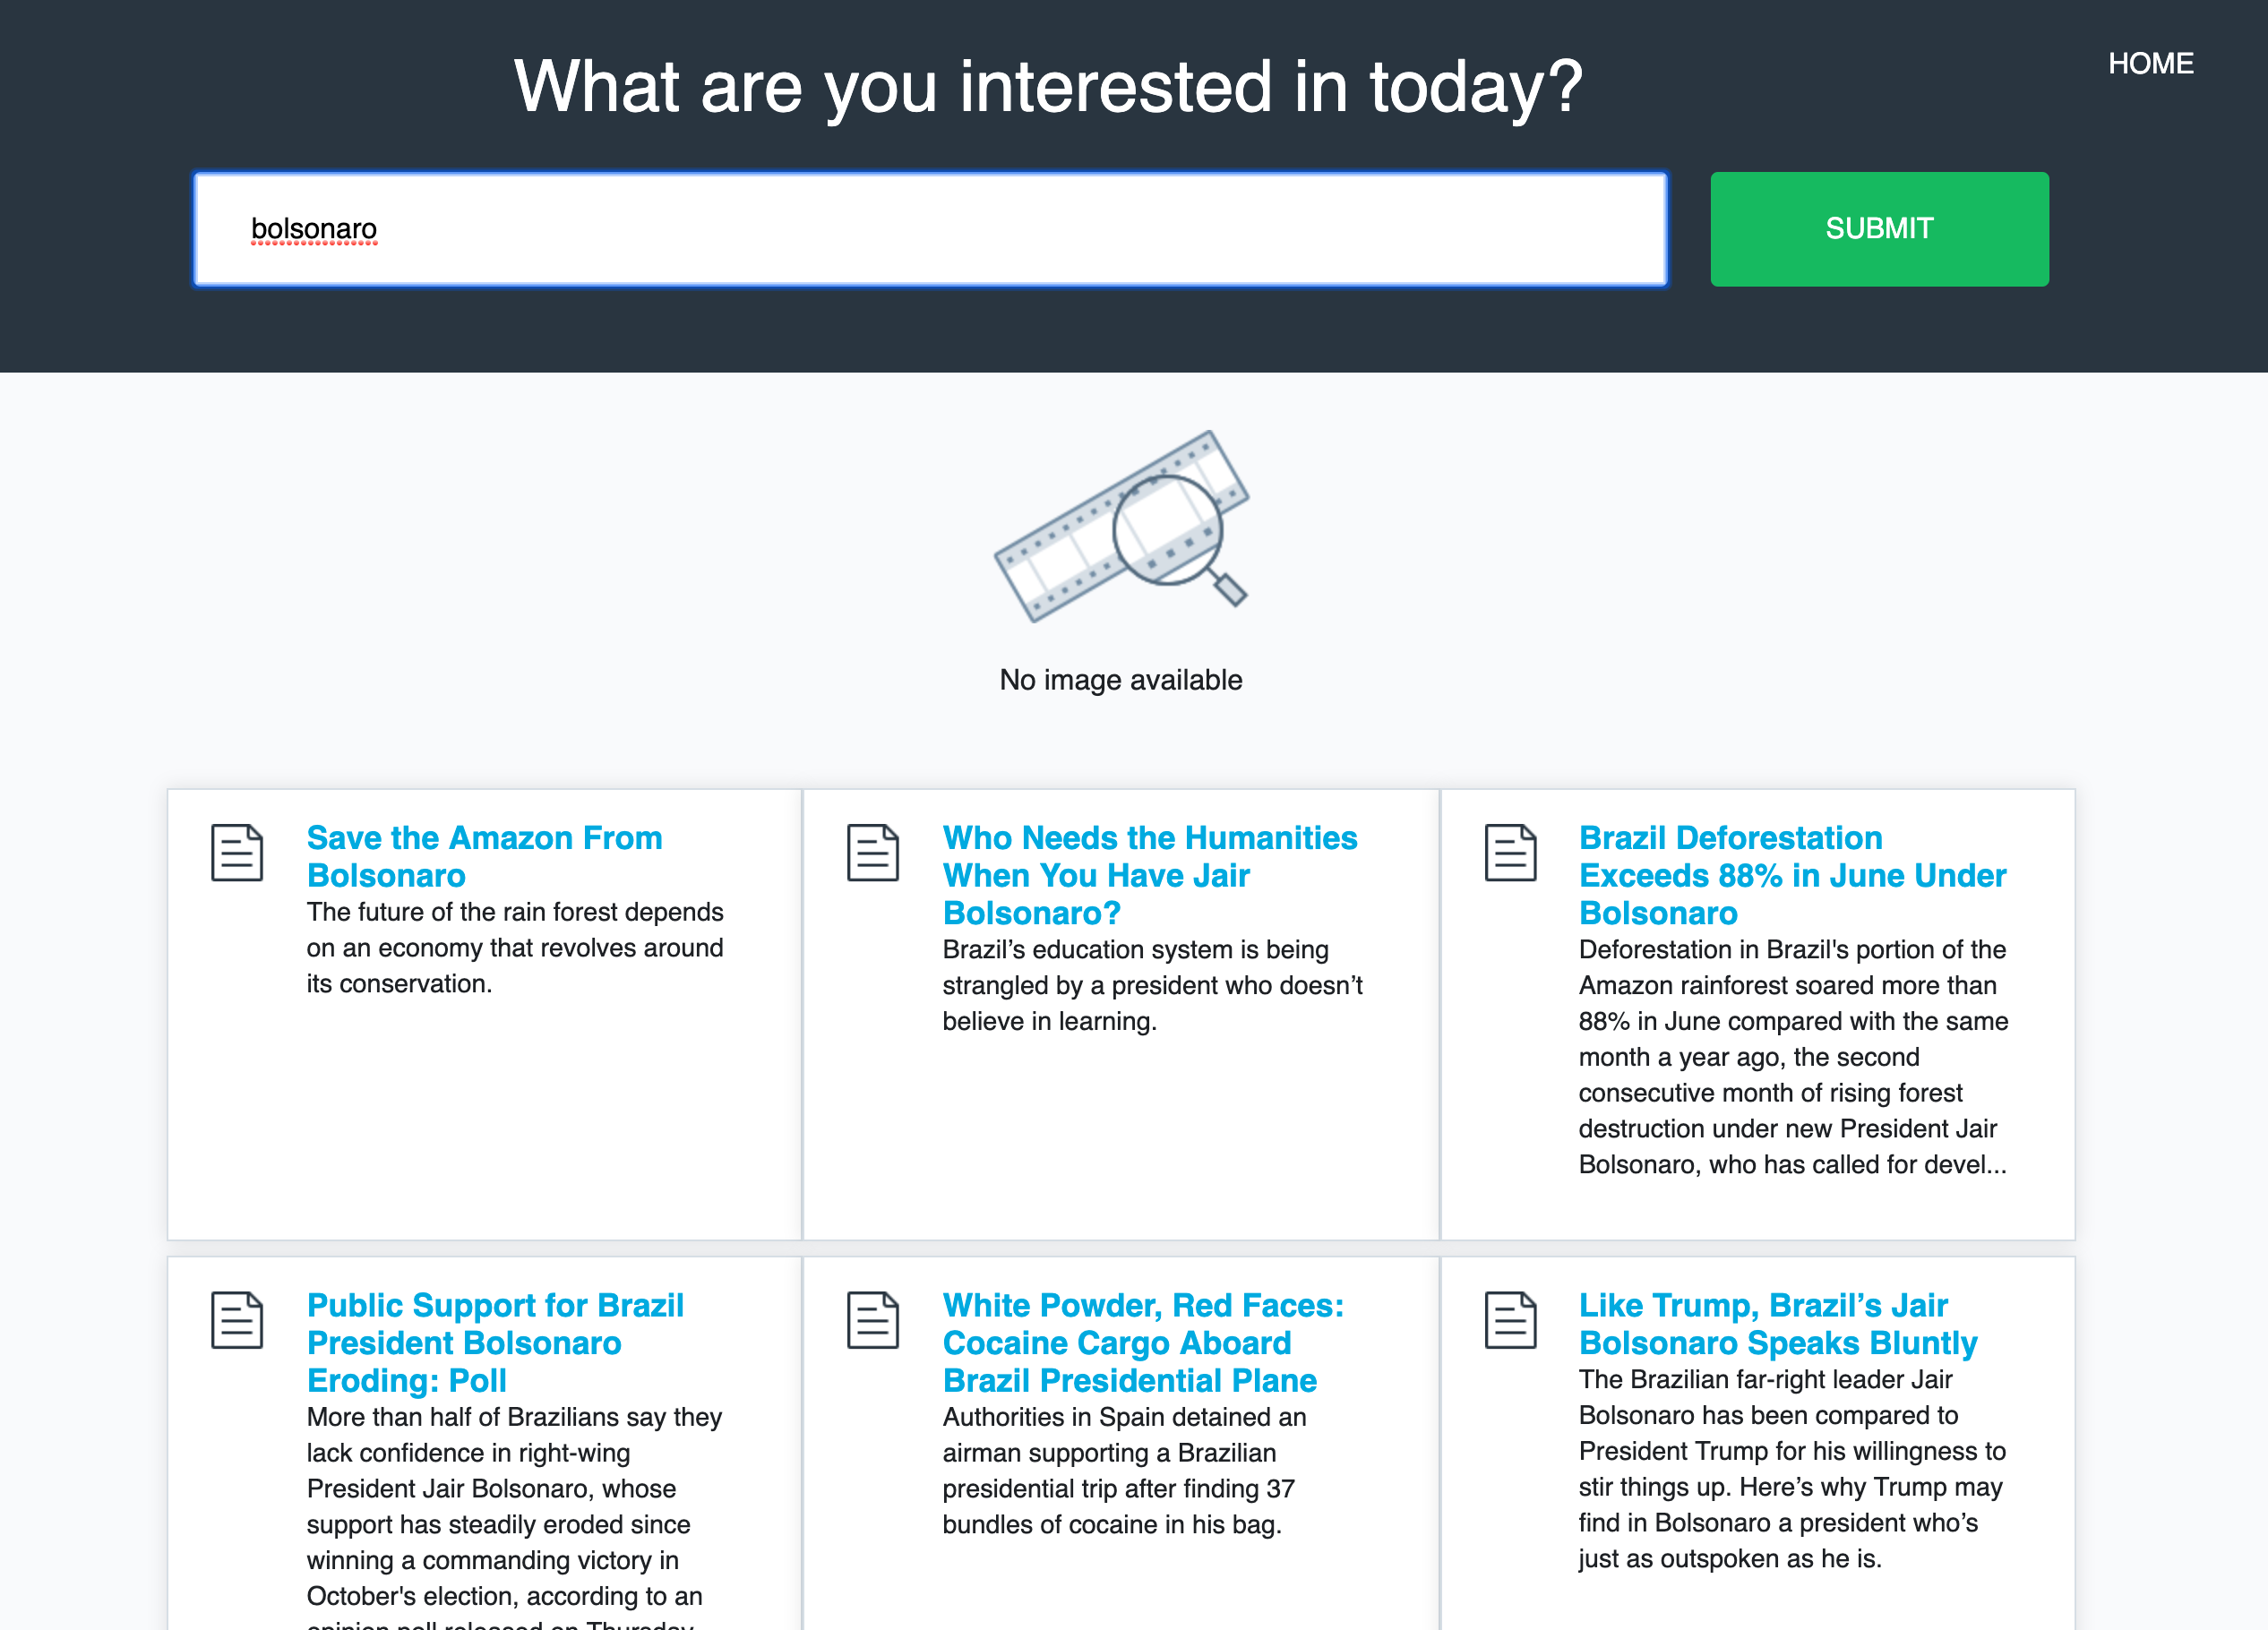 What are you interested in today?
HOME
bolsonaro
SUBMIT
No image available
Save the Amazon From
Bolsonaro
The future of the rain forest depends
on an economy that revolves around
its conservation.
Who Needs the Humanities
When You Have Jair
Bolsonaro?
Brazil’s education system is being
strangled by a president who doesn’t
believe in learning.
Brazil Deforestation
Exceeds 88% in June Under
Bolsonaro
Deforestation in Brazil's portion of the
Amazon rainforest soared more than
88% in June compared with the same
month a year ago, the second
consecutive month of rising forest
destruction under new President Jair
Bolsonaro, who has called for devel...
Public Support for Brazil
President Bolsonaro
Eroding: Poll
More than half of Brazilians say they
lack confidence in right-wing
President Jair Bolsonaro, whose
support has steadily eroded since
winning a commanding victory in
October's election, according to an
opinion poll released on Thursday
White Powder, Red Faces:
Cocaine Cargo Aboard
Brazil Presidential Plane
Authorities in Spain detained an
airman supporting a Brazilian
presidential trip after finding 37
bundles of cocaine in his bag.
Like Trump, Brazil’s Jair
Bolsonaro Speaks Bluntly
The Brazilian far-right leader Jair
Bolsonaro has been compared to
President Trump for his willingness to
stir things up. Here’s why Trump may
find in Bolsonaro a president who’s
just as outspoken as he is.